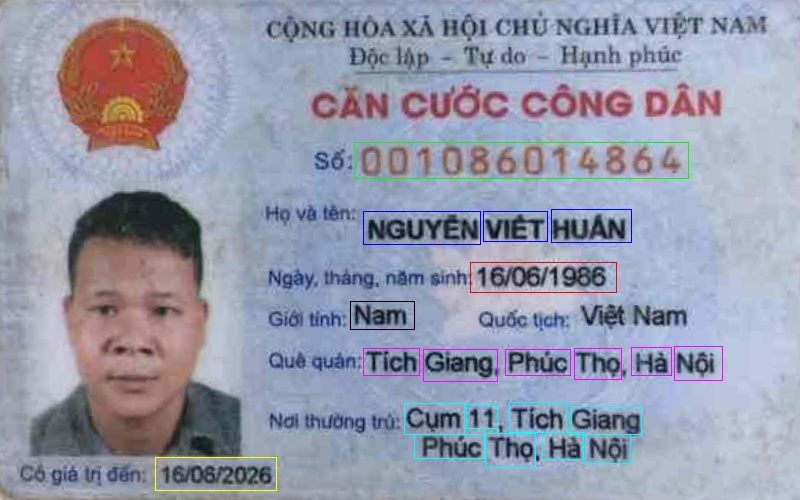 CỘNG HÒA XÃ HỘI CHỦ NGHĨA VIỆT NAM
Độc lập - Tự do - Hạnh phúc
CĂN CƯỚC CÔNG DÂN
Số: 001086014864
Họ và tên: NGUYỄN VIẾT HUẤN
Ngày, tháng, năm sinh: 16/06/1986
Giới tính: Nam Quốc tịch: Việt Nam
Quê quán: Tích Giang, Phúc Thọ, Hà Nội
Nơi thường trú: Cụm 11, Tích Giang
Phúc Thọ, Hà Nội
Có giá trị đến: 16/06/2026